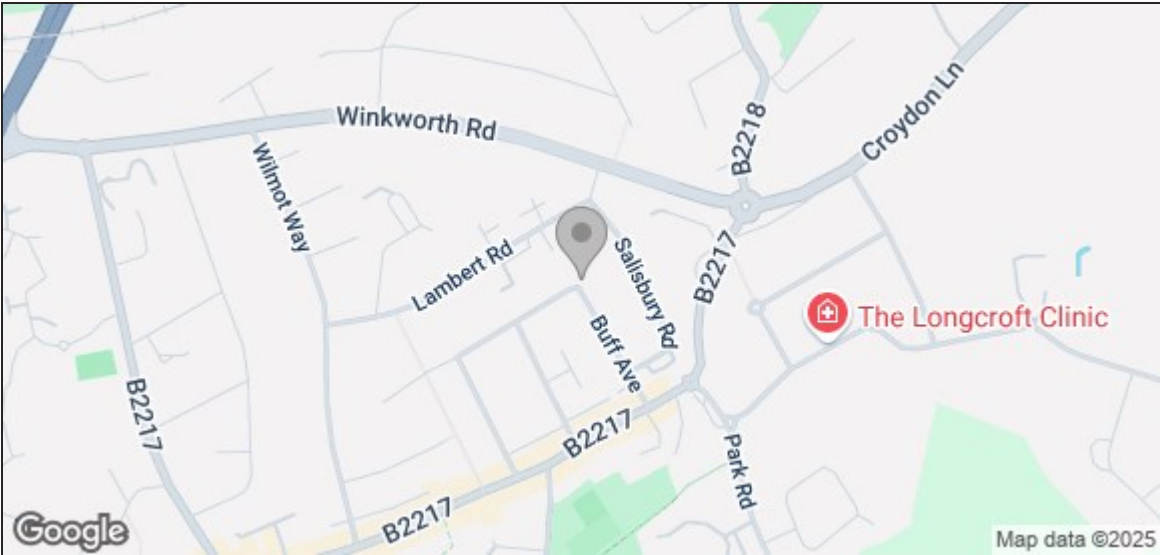 Winkworth Rd
B2218
Croydon Ln
Wilmot Way
Lambert Rd
Salisbury Rd
B2217
The Longcroft Clinic
Buff Ave
B2217
B2217
Park Rd
B2217
Google
Map data ©2025